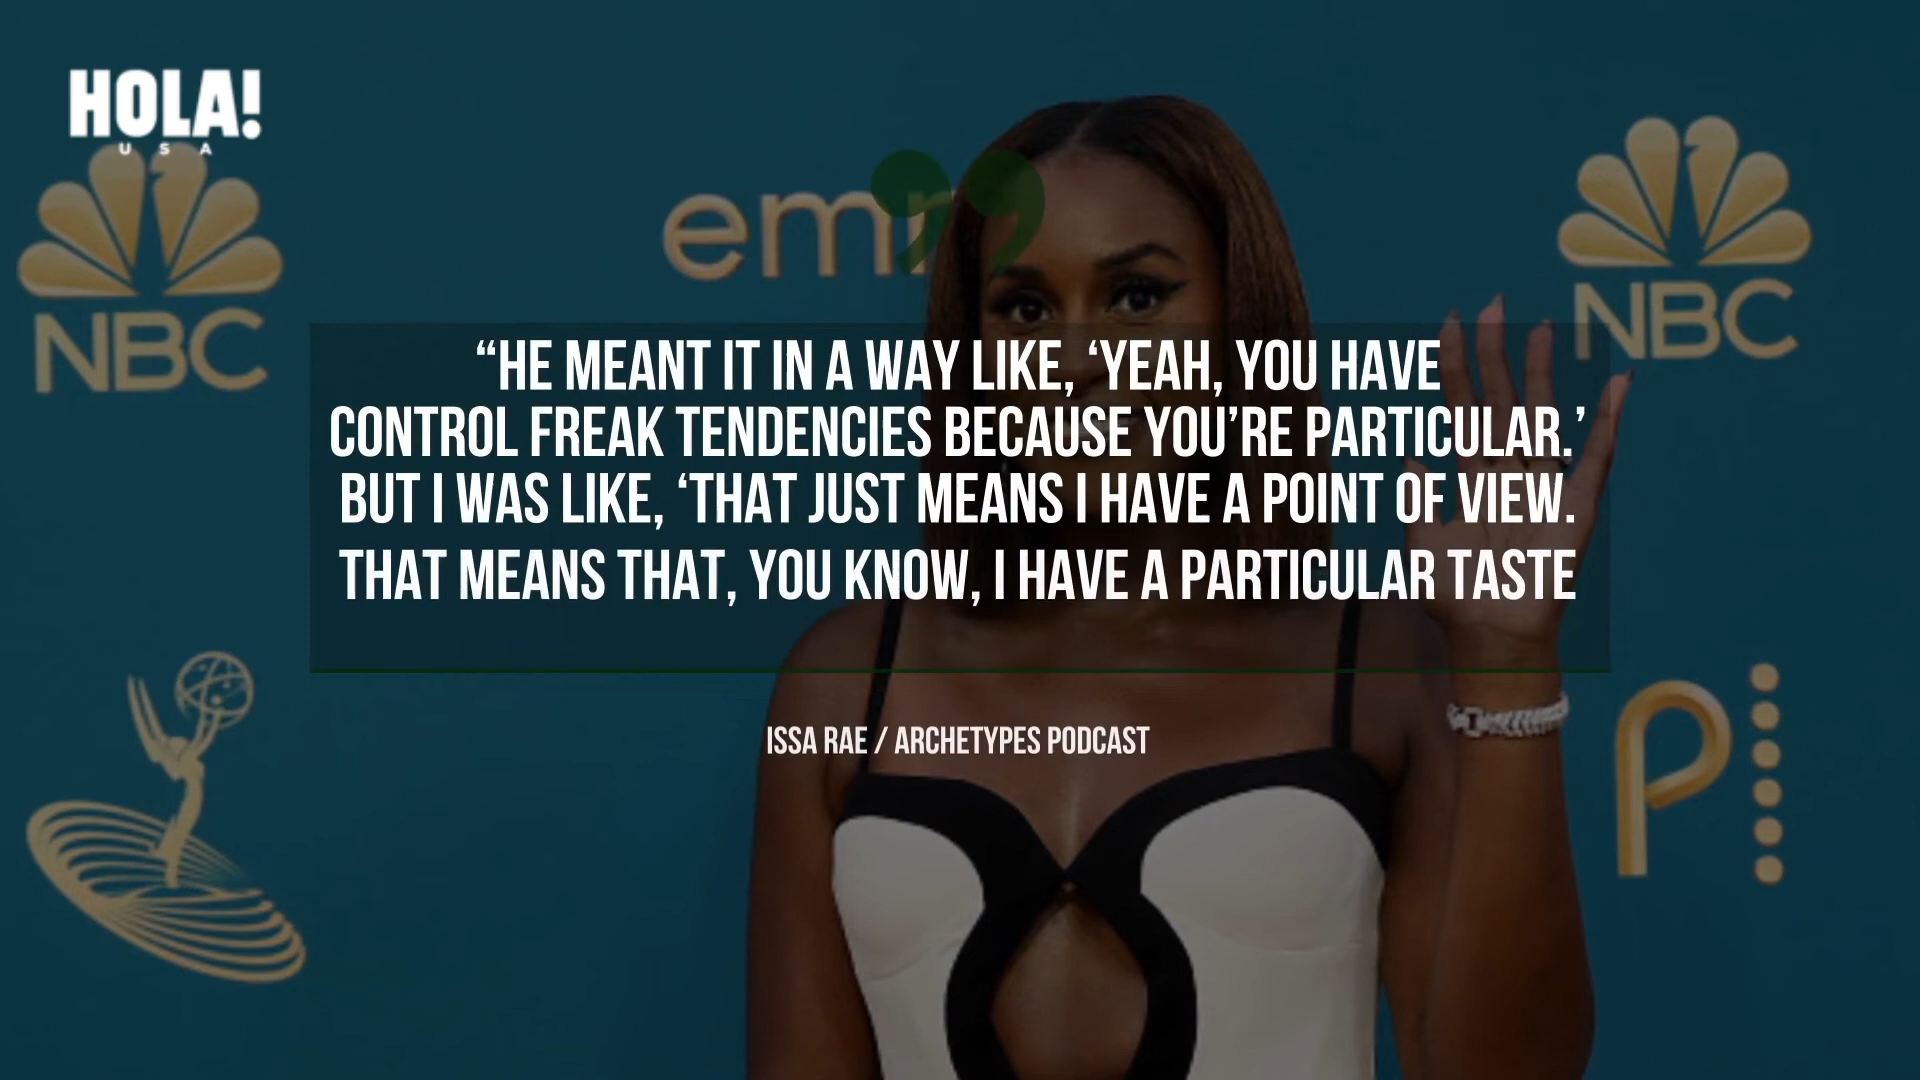 HOLA!
USA
NBC
em
NBC
“HE MEANT IT IN A WAY LIKE, ‘YEAH, YOU HAVE
CONTROL FREAK TENDENCIES BECAUSE YOU’RE PARTICULAR.’
BUT I WAS LIKE, ‘THAT JUST MEANS I HAVE A POINT OF VIEW.
THAT MEANS THAT, YOU KNOW, I HAVE A PARTICULAR TASTE
ISSA RAE / ARCHETYPES PODCAST